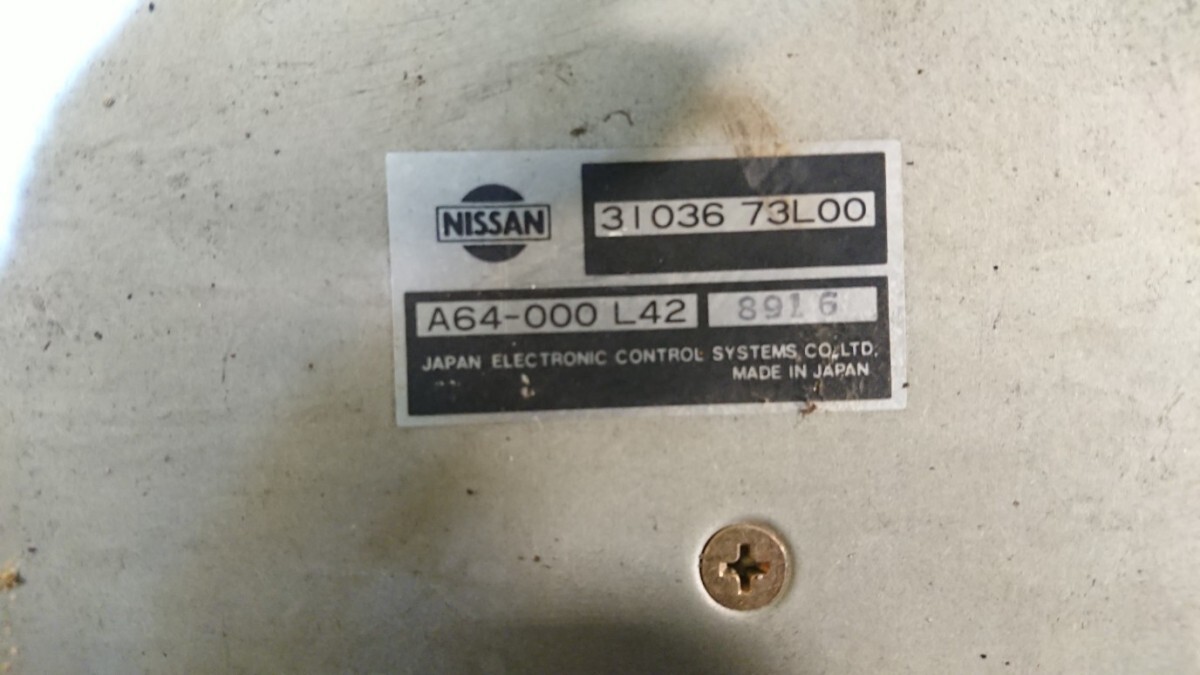 NISSAN
31036 73L00
A64-000 L42 8916
JAPAN ELECTRONIC CONTROL SYSTEMS CO.,LTD.
MADE IN JAPAN